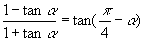 (1−tan α)/(1+tan α) = tan(π/4 − α)